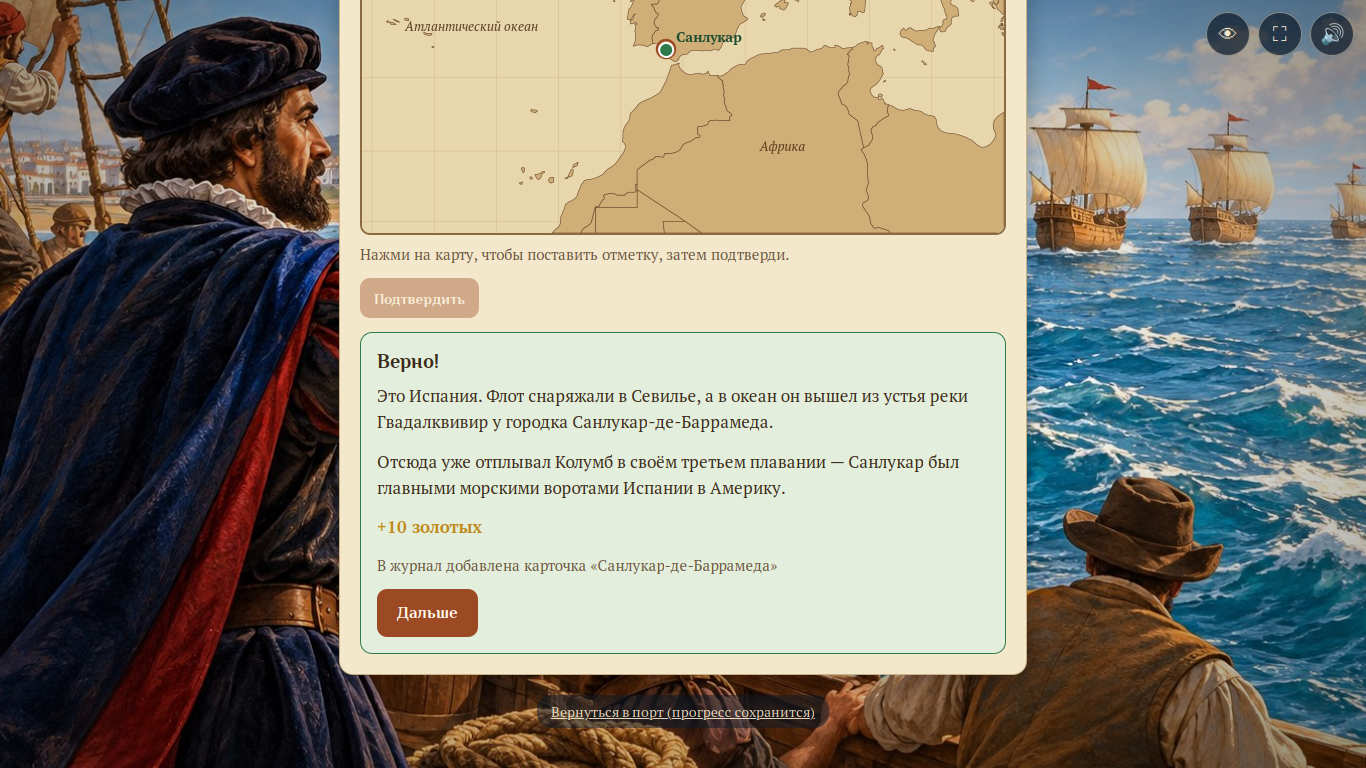 Атлантический океан
Санлукар
Африка
Нажми на карту, чтобы поставить отметку, затем подтверди.
Подтвердить
Верно!
Это Испания. Флот снаряжали в Севилье, а в океан он вышел из устья реки
Гвадалквивир у городка Санлукар-де-Баррамеда.
Отсюда уже отплывал Колумб в своём третьем плавании — Санлукар был
главными морскими воротами Испании в Америку.
+10 золотых
В журнал добавлена карточка «Санлукар-де-Баррамеда»
Дальше
Вернуться в порт (прогресс сохранится)